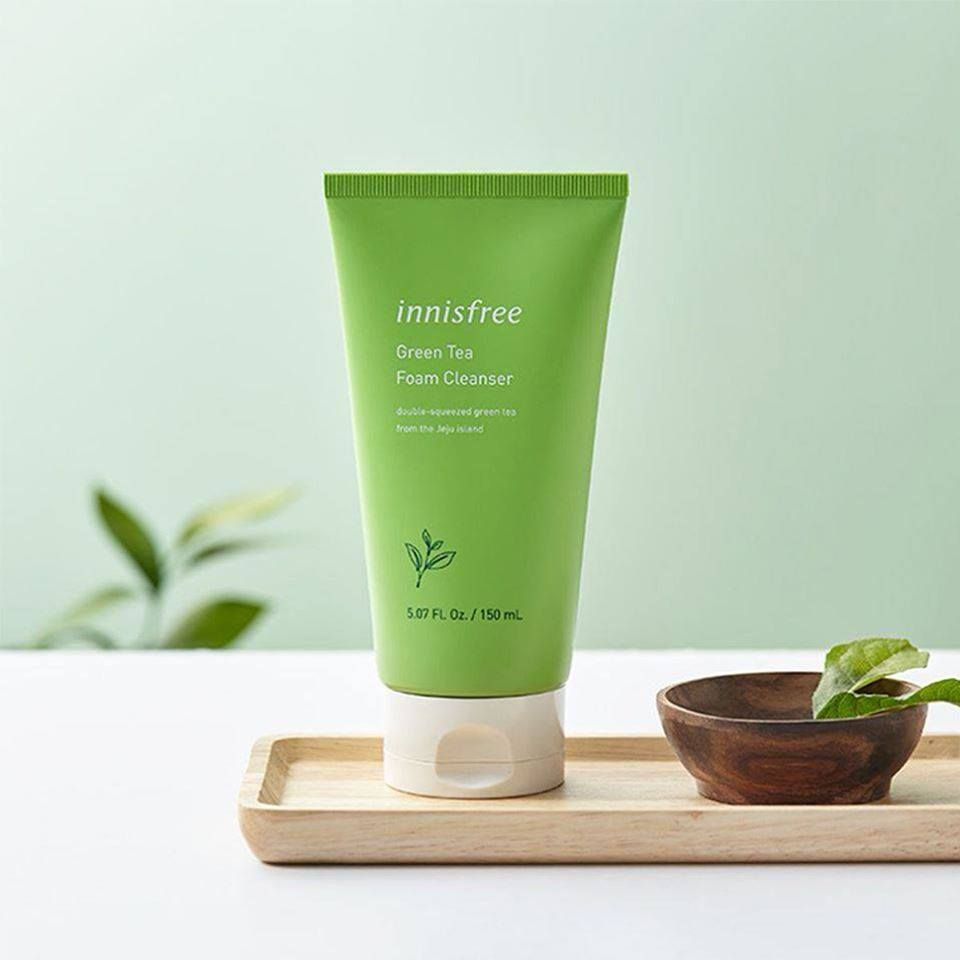 innisfree
Green Tea
Foam Cleanser
double-squeezed green tea
from the Jeju island
5.07 FL. Oz. / 150 mL